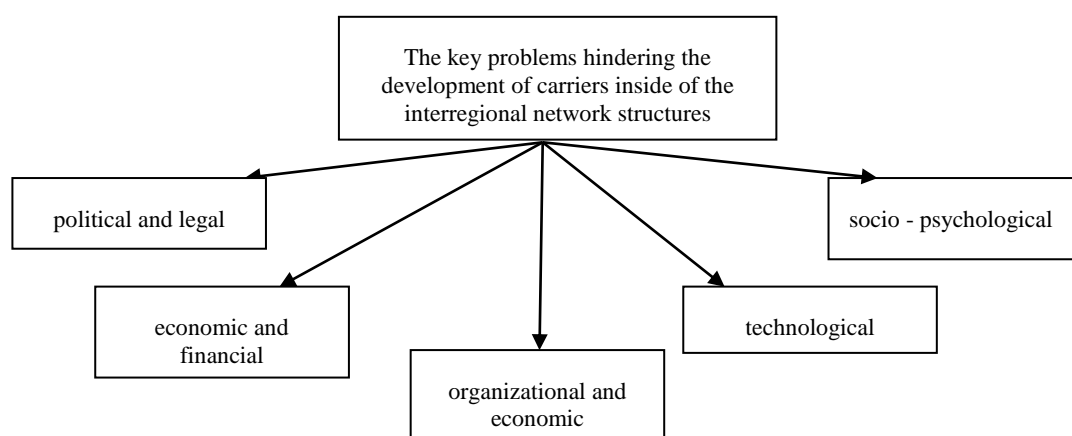 The key problems hindering the
development of carriers inside of the
interregional network structures
political and legal
socio - psychological
economic and
financial
technological
organizational and
economic